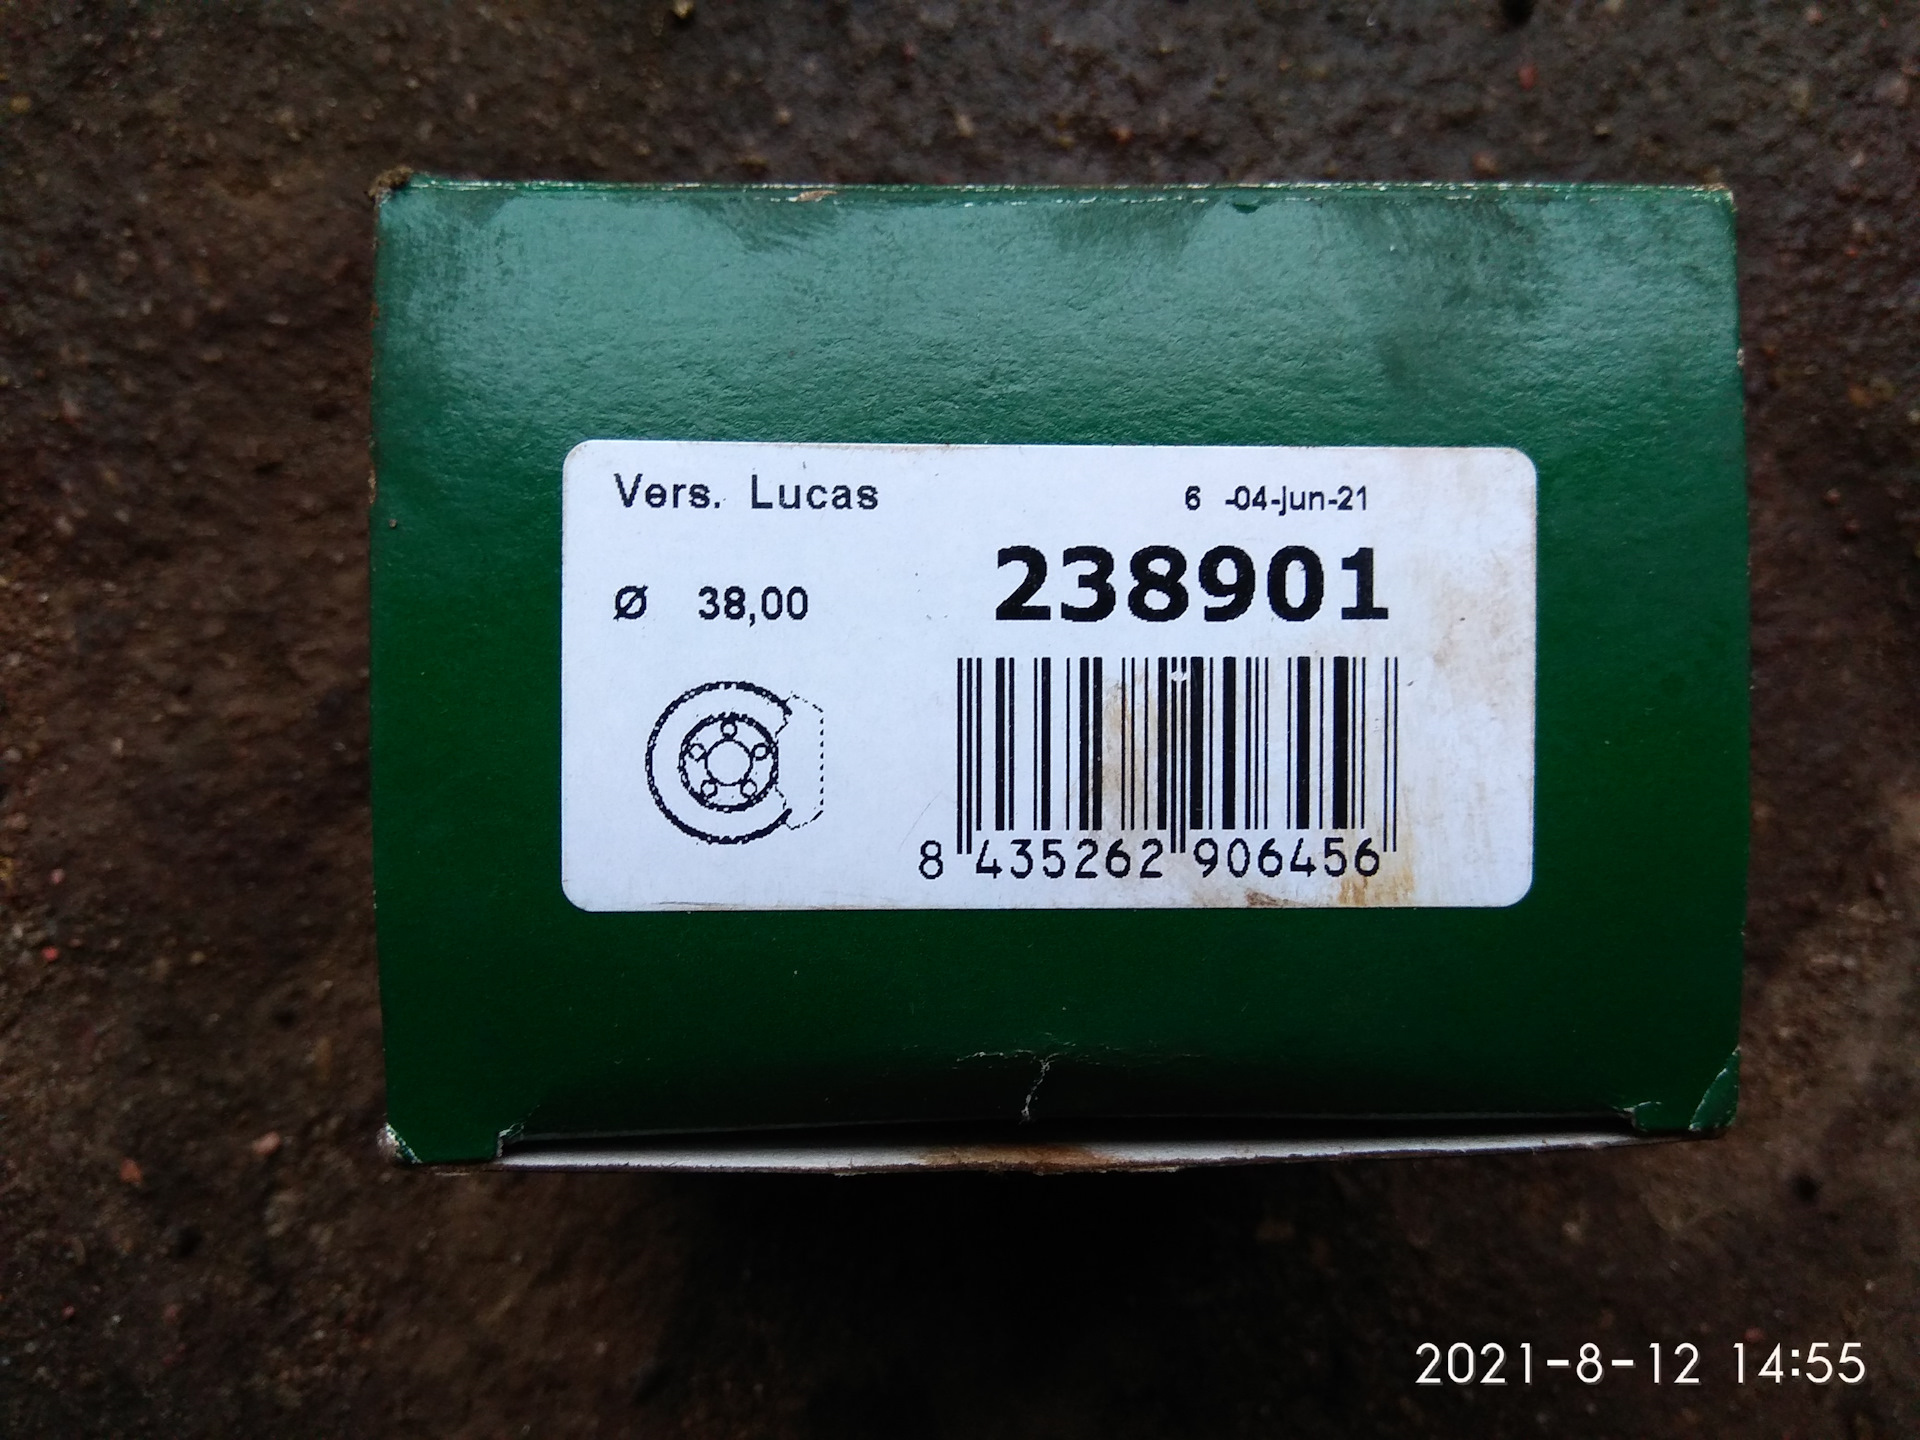 Vers. Lucas 6 -04-jun-21
Ø 38,00 238901
8 435262 906456
2021-8-12 14:55